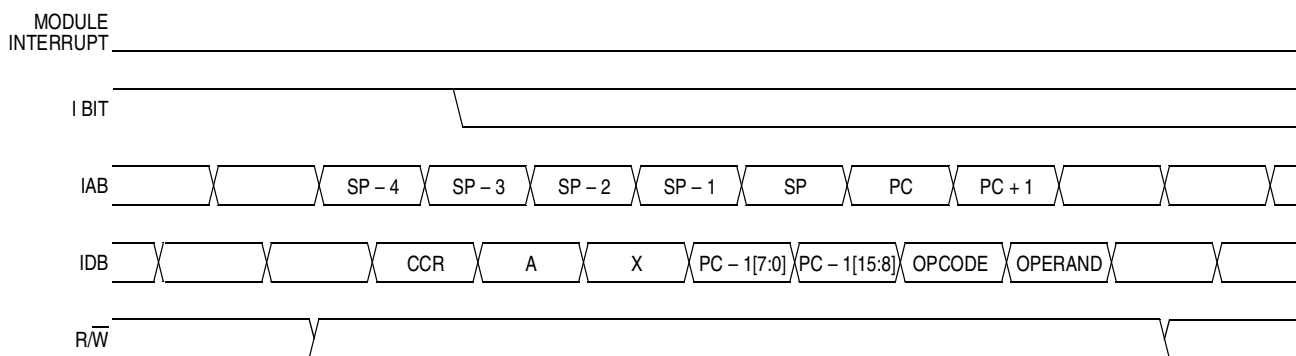 MODULE
INTERRUPT
I BIT
IAB SP – 4 SP – 3 SP – 2 SP – 1 SP PC PC + 1
IDB CCR A X PC – 1[7:0] PC – 1[15:8] OPCODE OPERAND
R/W̅